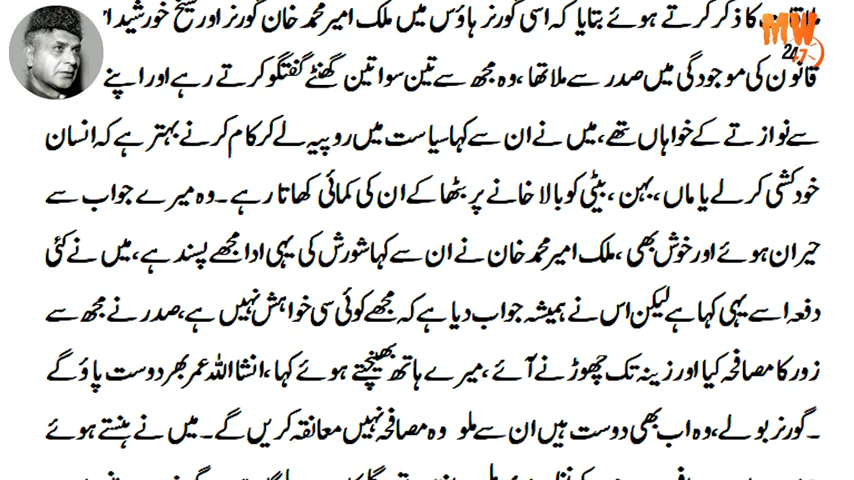 کا ذکر کرتے ہوئے بتایا کہ اسی گورنر ہاؤس میں ملک امیر محمد خان گورنر اور شیخ خورشید
MW
24/7
قانون کی موجودگی میں صدر سے ملا تھا، وہ مجھ سے تین سوا تین گھنٹے گفتگو کرتے رہے اور اپنے
سے نوازتے کے خواہاں تھے، میں نے ان سے کہا سیاست میں روپیہ لے کر کام کرنے بہتر ہے کہ انسان
خودکشی کرلے یا ماں، بہن، بیٹی کو بالا خانے پر بٹھا کے ان کی کمائی کھاتا رہے۔ وہ میرے جواب سے
حیران ہوئے اور خوش بھی، ملک امیر محمد خان نے ان سے کہا شورش کی یہی ادا مجھے پسند ہے، میں نے کئی
دفعہ اسے یہی کہا ہے لیکن اس نے ہمیشہ جواب دیا ہے کہ مجھے کوئی سی خواہش نہیں ہے، صدر نے مجھ سے
زور کا مصافحہ کیا اور زینہ تک چھوڑنے آئے، میرے ہاتھ بھینچتے ہوئے کہا، انشا اللہ عمر بھر دوست پاؤ گے
۔ گورنر بولے، وہ اب بھی دوست ہیں ان سے ملو وہ مصافحہ نہیں معانقہ کریں گے۔ میں نے ہنستے ہوئے